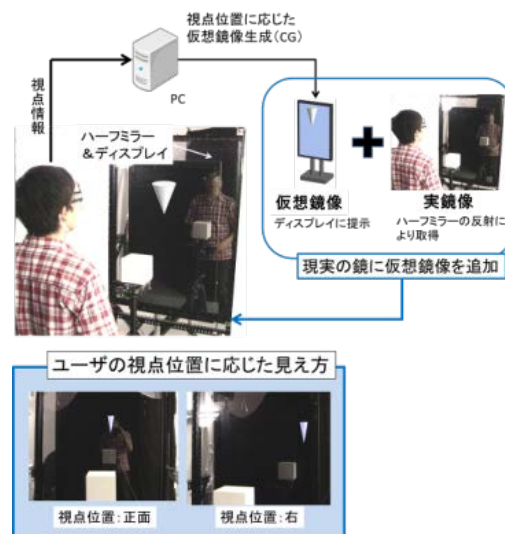 視点位置に応じた
仮想鏡像生成（CG）
PC
視点情報
ハーフミラー
＆ディスプレイ
仮想鏡像
ディスプレイに提示
実鏡像
ハーフミラーの反射に
より取得
現実の鏡に仮想鏡像を追加
ユーザの視点位置に応じた見え方
視点位置：正面
視点位置：右